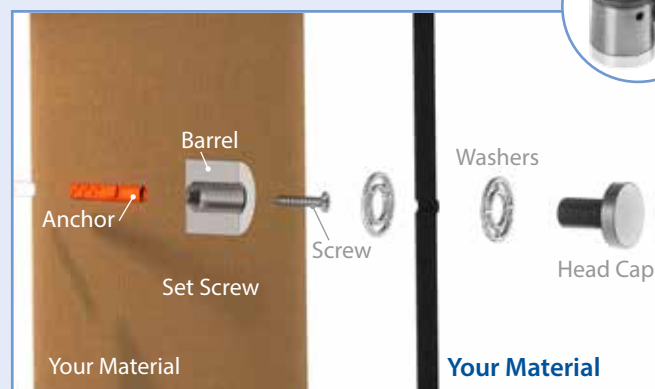 Barrel
Washers
Anchor
Screw
Head Cap
Set Screw
Your Material
Your Material